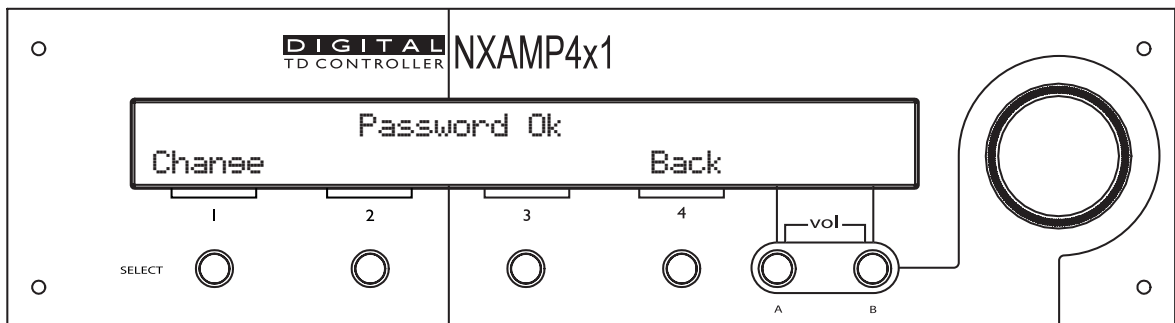 DIGITAL
TD CONTROLLER
NXAMP4x1
Password Ok
Change Back
1 2 3 4
vol
SELECT
A B